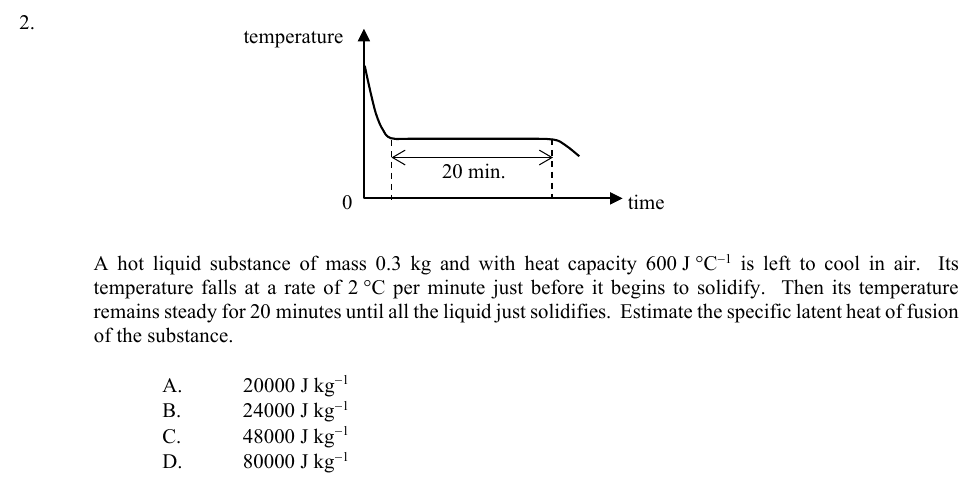 2.
temperature
20 min.
0
time
A hot liquid substance of mass 0.3 kg and with heat capacity 600 J °C⁻¹ is left to cool in air. Its
temperature falls at a rate of 2 °C per minute just before it begins to solidify. Then its temperature
remains steady for 20 minutes until all the liquid just solidifies. Estimate the specific latent heat of fusion
of the substance.
A. 20000 J kg⁻¹
B. 24000 J kg⁻¹
C. 48000 J kg⁻¹
D. 80000 J kg⁻¹